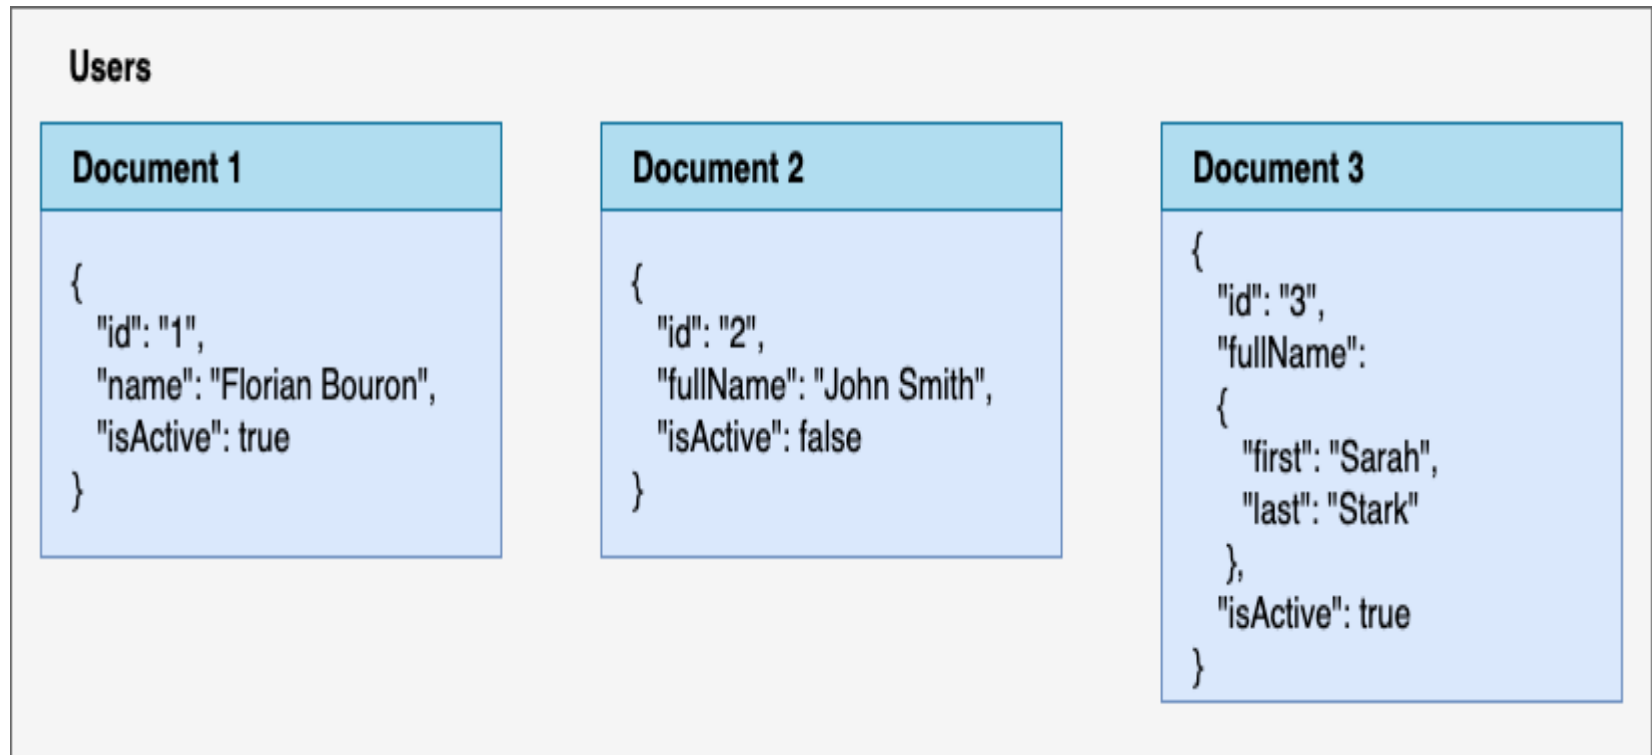 Users
Document 1
{
"id": "1",
"name": "Florian Bouron",
"isActive": true
}
Document 2
{
"id": "2",
"fullName": "John Smith",
"isActive": false
}
Document 3
{
"id": "3",
"fullName":
{
"first": "Sarah",
"last": "Stark"
},
"isActive": true
}